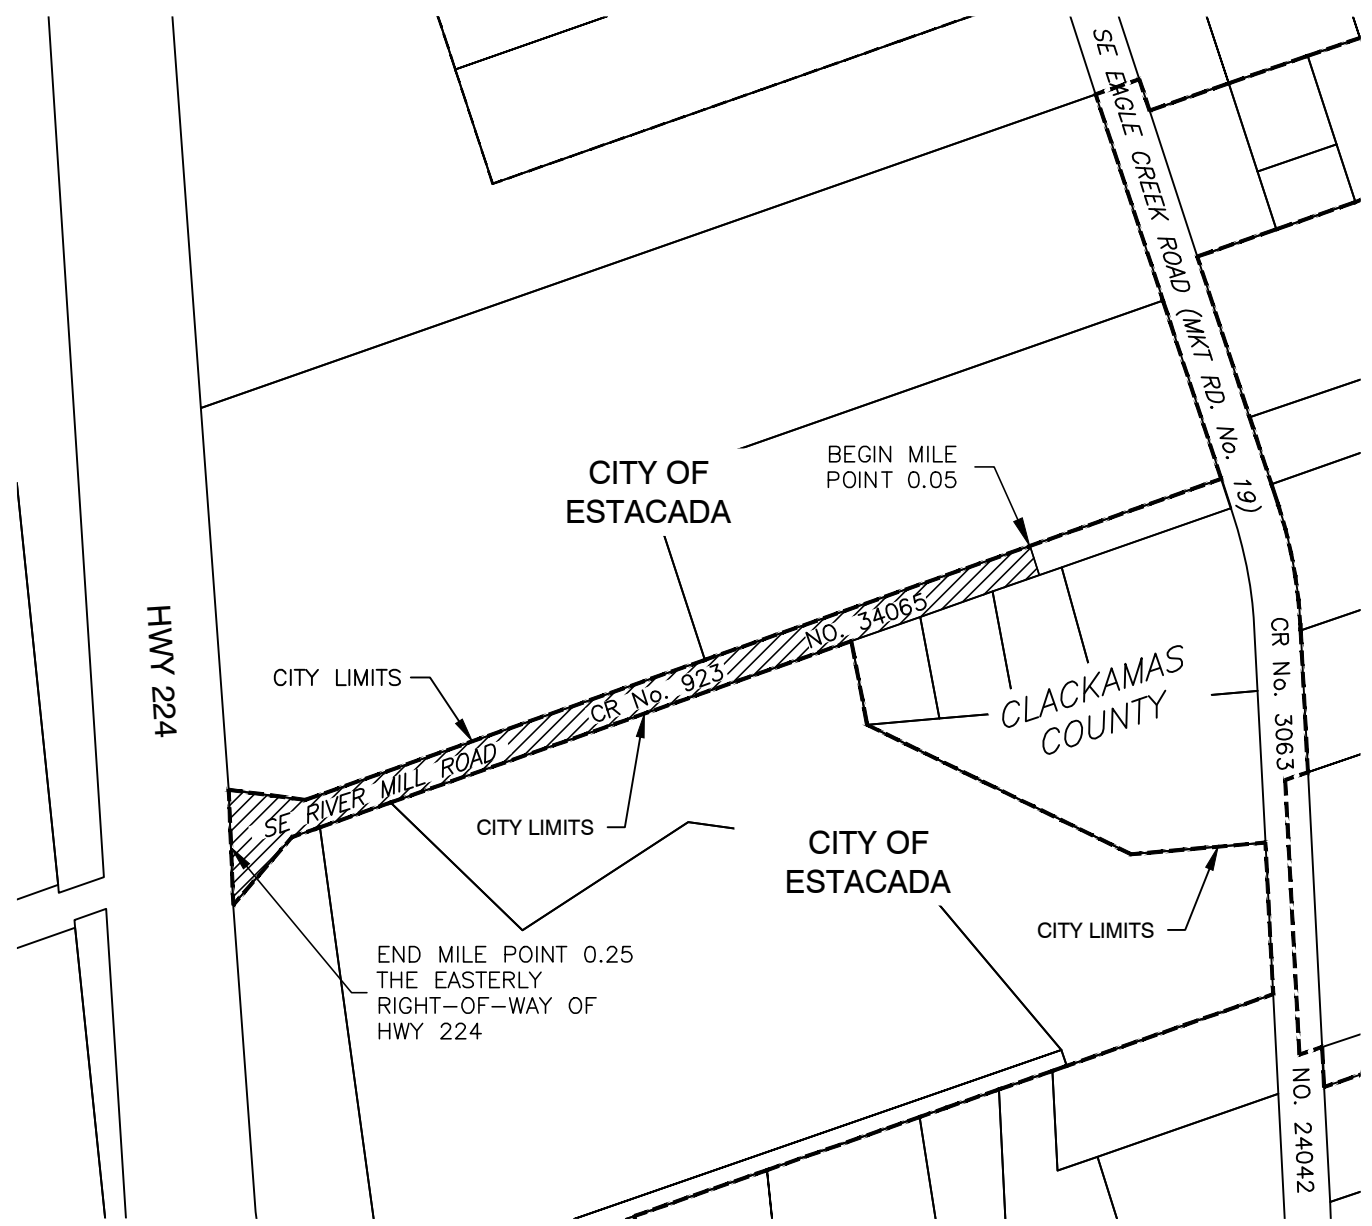 SE EAGLE CREEK ROAD (MKT RD. No. 19)
CITY OF
ESTACADA
BEGIN MILE
POINT 0.05
HWY 224
CITY LIMITS
SE RIVER MILL ROAD CR No. 923 NO. 34065
CITY LIMITS
CLACKAMAS
COUNTY
CR No. 3063
CITY OF
ESTACADA
CITY LIMITS
END MILE POINT 0.25
THE EASTERLY
RIGHT-OF-WAY OF
HWY 224
NO. 24042